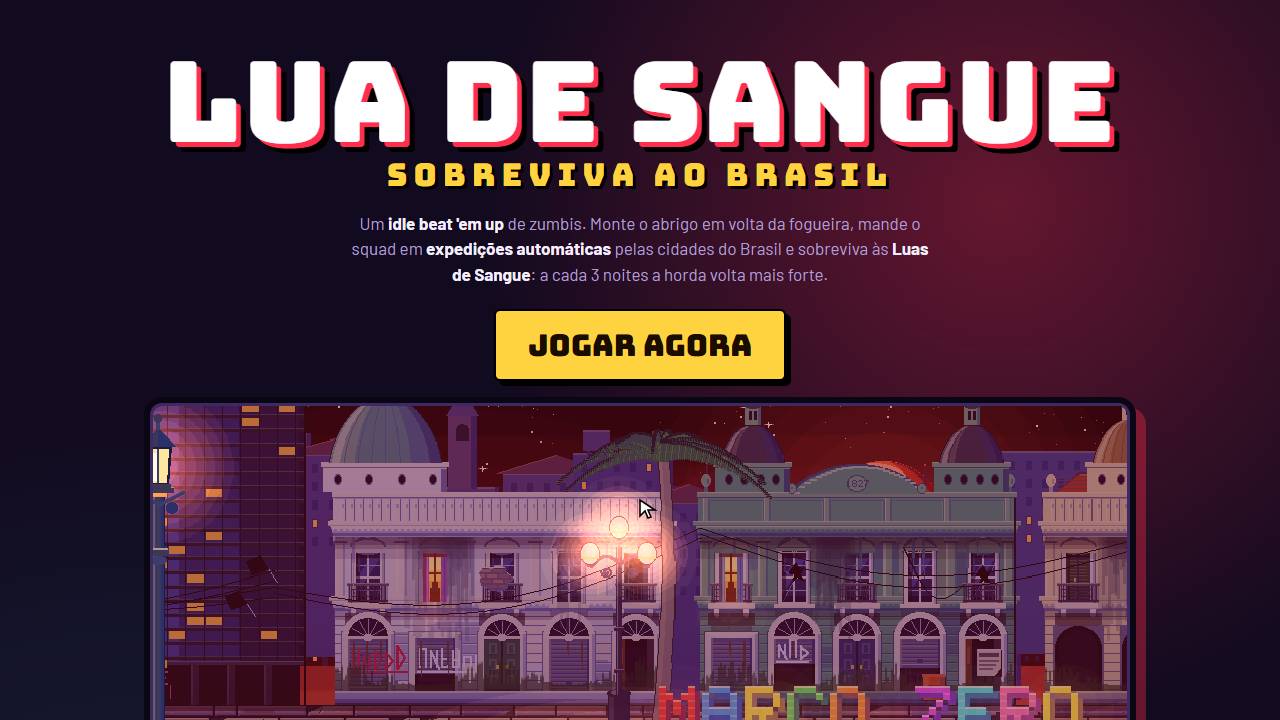 LUA DE SANGUE
SOBREVIVA AO BRASIL
Um idle beat 'em up de zumbis. Monte o abrigo em volta da fogueira, mande o
squad em expedições automáticas pelas cidades do Brasil e sobreviva às Luas
de Sangue: a cada 3 noites a horda volta mais forte.
JOGAR AGORA
1827
MARCO ZERO